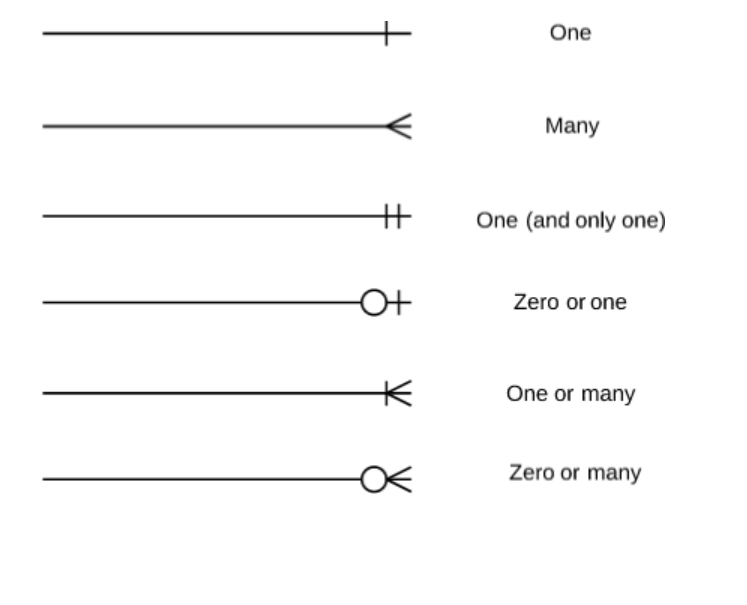 One
Many
One (and only one)
Zero or one
One or many
Zero or many